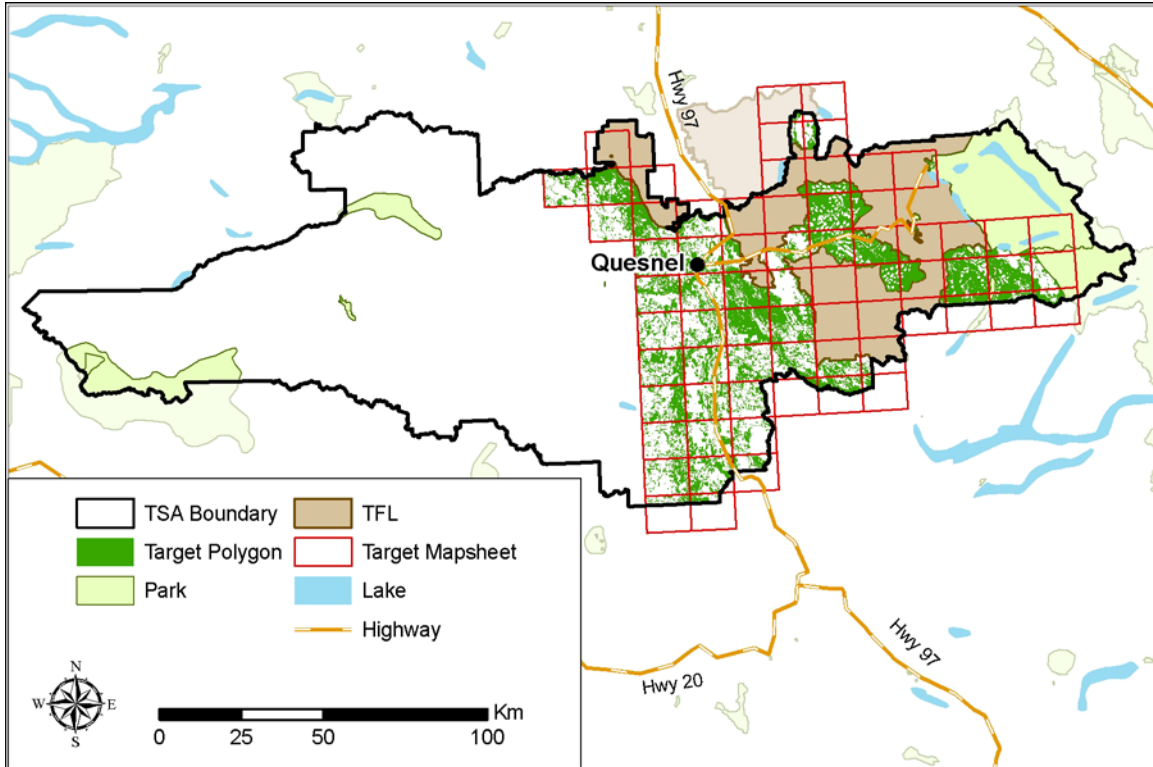 Hwy 97
Quesnel
TSA Boundary
TFL
Target Polygon
Target Mapsheet
Park
Lake
Highway
Hwy 97
Hwy 20
N
W
E
S
Km
0
25
50
100